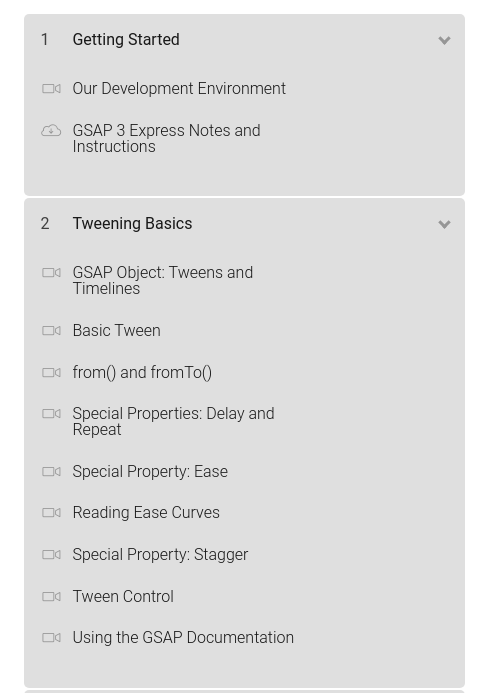 1 Getting Started
Our Development Environment
GSAP 3 Express Notes and
Instructions
2 Tweening Basics
GSAP Object: Tweens and
Timelines
Basic Tween
from() and fromTo()
Special Properties: Delay and
Repeat
Special Property: Ease
Reading Ease Curves
Special Property: Stagger
Tween Control
Using the GSAP Documentation